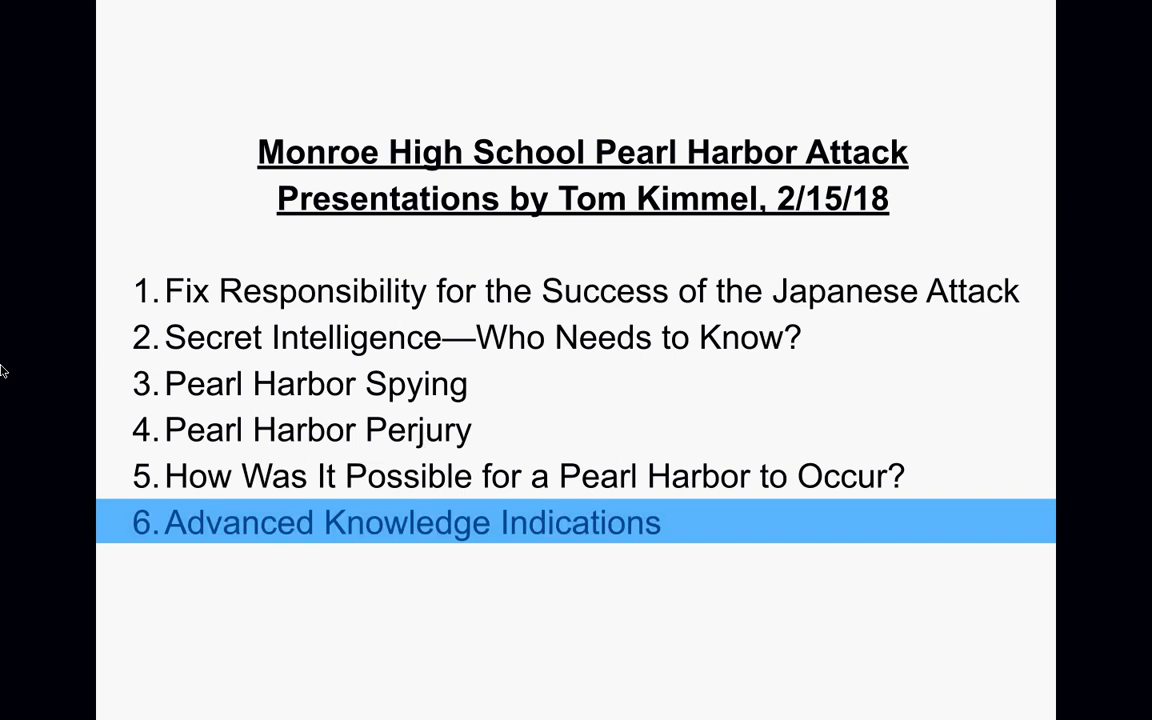 Monroe High School Pearl Harbor Attack
Presentations by Tom Kimmel, 2/15/18
1. Fix Responsibility for the Success of the Japanese Attack
2. Secret Intelligence—Who Needs to Know?
3. Pearl Harbor Spying
4. Pearl Harbor Perjury
5. How Was It Possible for a Pearl Harbor to Occur?
6. Advanced Knowledge Indications